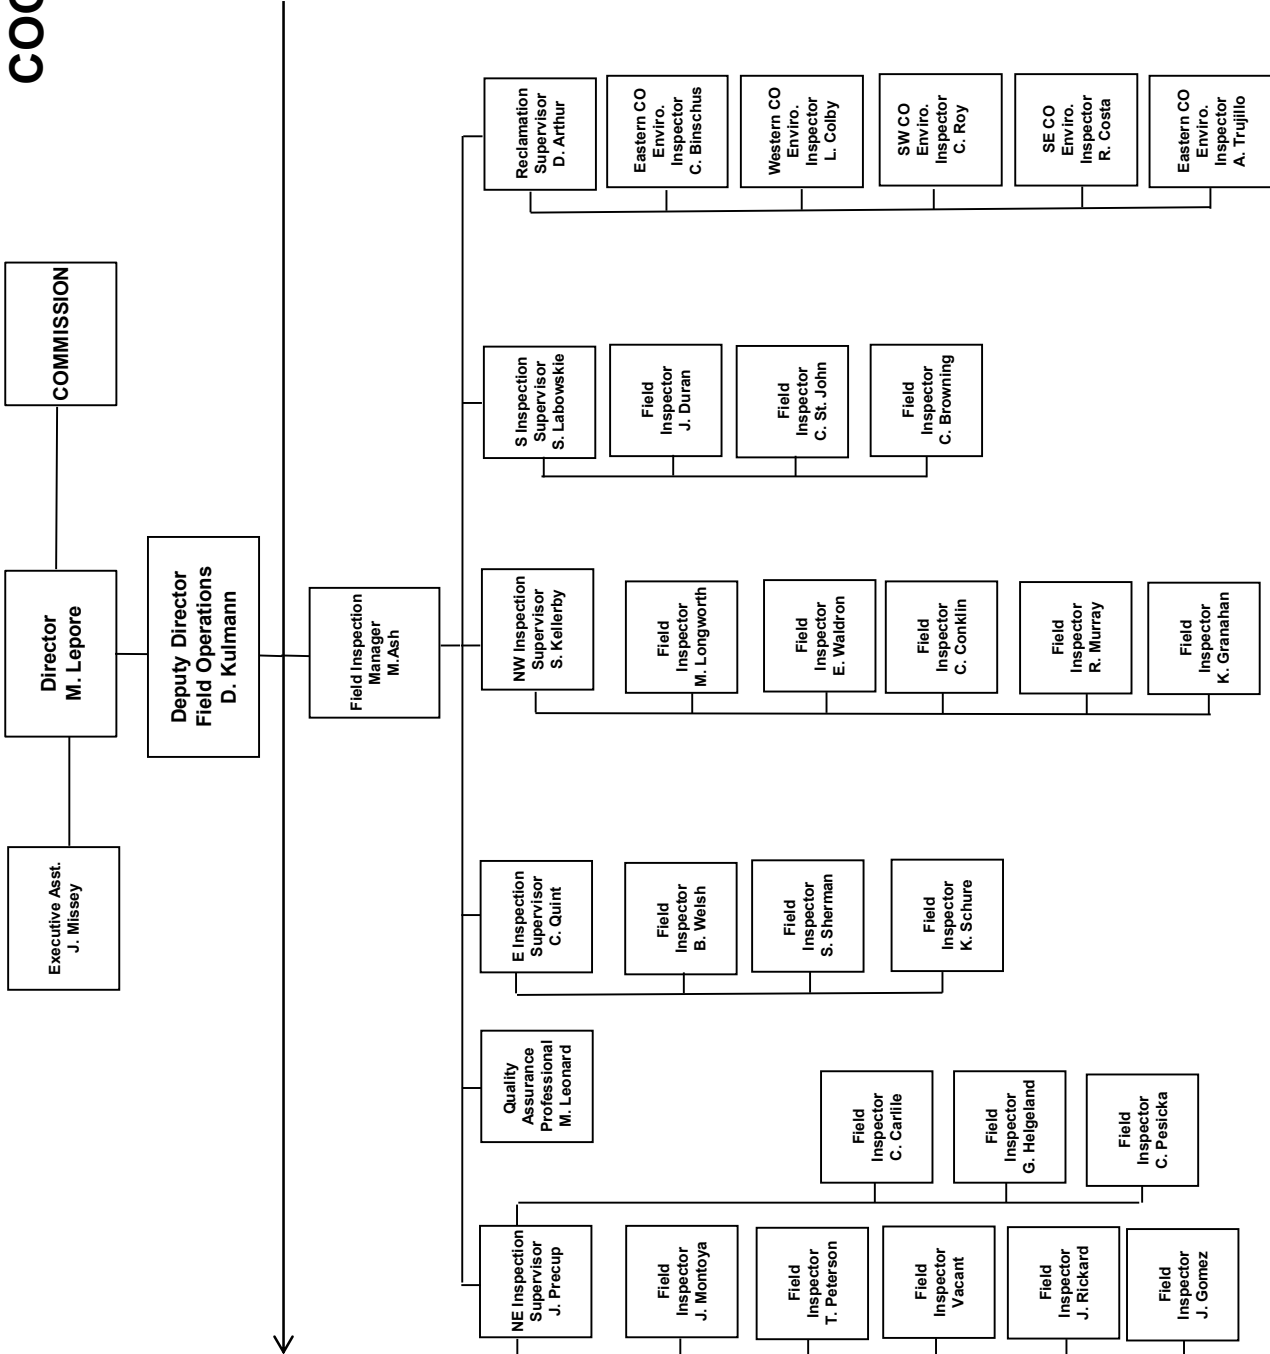 COG
COMMISSION
Director
M. Lepore
Executive Asst.
J. Missey
Deputy Director
Field Operations
D. Kulmann
Field Inspection
Manager
M. Ash
NE Inspection
Supervisor
J. Precup
Field
Inspector
J. Montoya
Field
Inspector
T. Peterson
Field
Inspector
Vacant
Field
Inspector
J. Rickard
Field
Inspector
J. Gomez
Field
Inspector
C. Carlile
Field
Inspector
G. Helgeland
Field
Inspector
C. Pesicka
Quality
Assurance
Professional
M. Leonard
E Inspection
Supervisor
C. Quint
Field
Inspector
B. Welsh
Field
Inspector
S. Sherman
Field
Inspector
K. Schure
NW Inspection
Supervisor
S. Kellerby
Field
Inspector
M. Longworth
Field
Inspector
E. Waldron
Field
Inspector
C. Conklin
Field
Inspector
R. Murray
Field
Inspector
K. Granahan
S Inspection
Supervisor
S. Labowskie
Field
Inspector
J. Duran
Field
Inspector
C. St. John
Field
Inspector
C. Browning
Reclamation
Supervisor
D. Arthur
Eastern CO
Enviro.
Inspector
C. Binschus
Western CO
Enviro.
Inspector
L. Colby
SW CO
Enviro.
Inspector
C. Roy
SE CO
Enviro.
Inspector
R. Costa
Eastern CO
Enviro.
Inspector
A. Trujillo